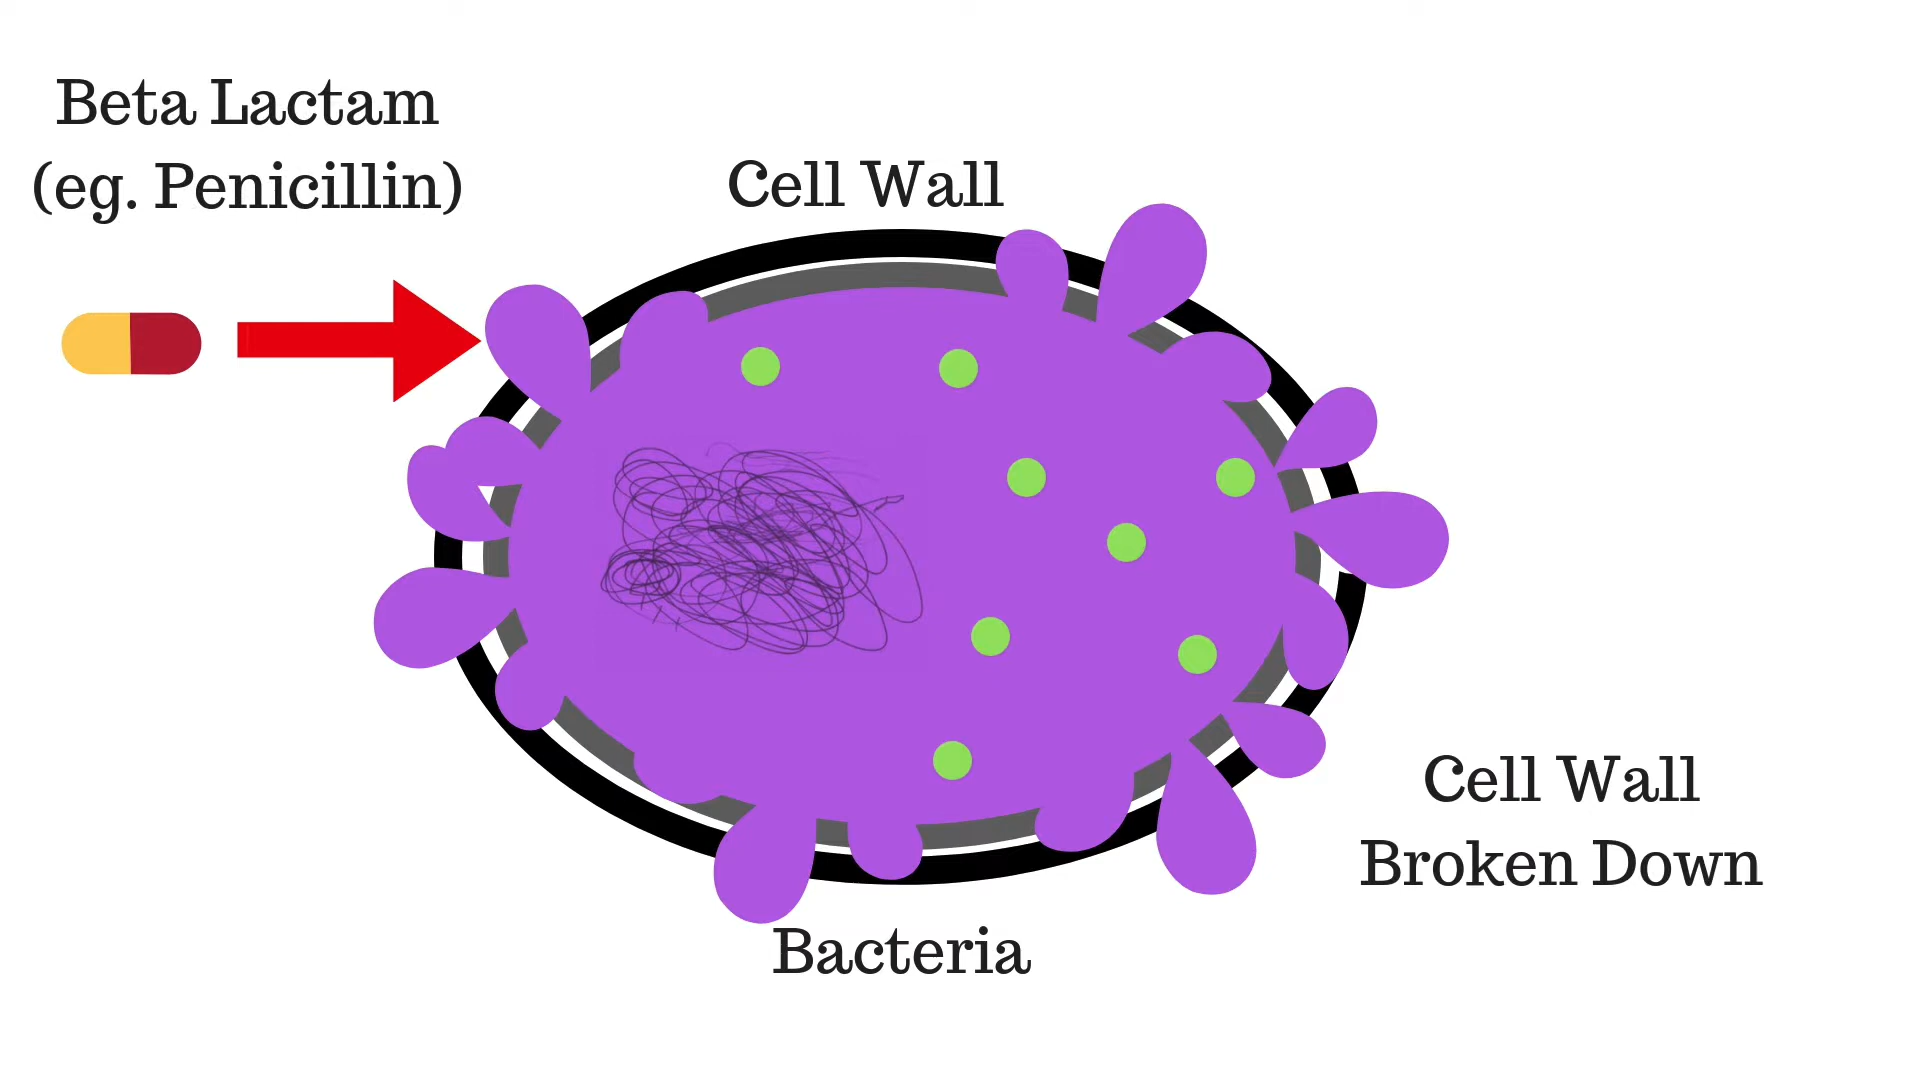 Beta Lactam
(eg. Penicillin)
Cell Wall
Cell Wall
Broken Down
Bacteria